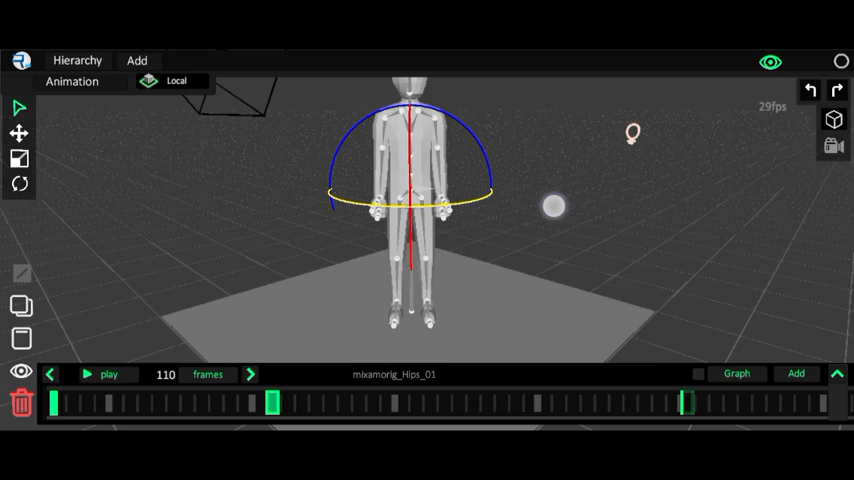 Hierarchy Add
Animation Local
29fps
play 110 frames mixamorig_Hips_01 Graph Add